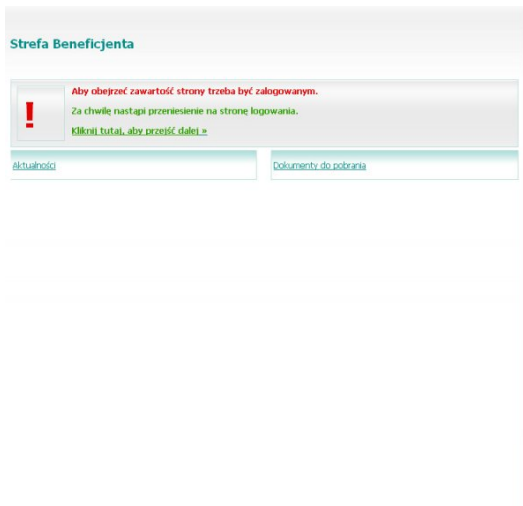 Strefa Beneficjenta
!
Aby obejrzeć zawartość strony trzeba być zalogowanym.
Za chwilę nastąpi przeniesienie na stronę logowania.
Kliknij tutaj, aby przejść dalej »
Aktualności
Dokumenty do pobrania